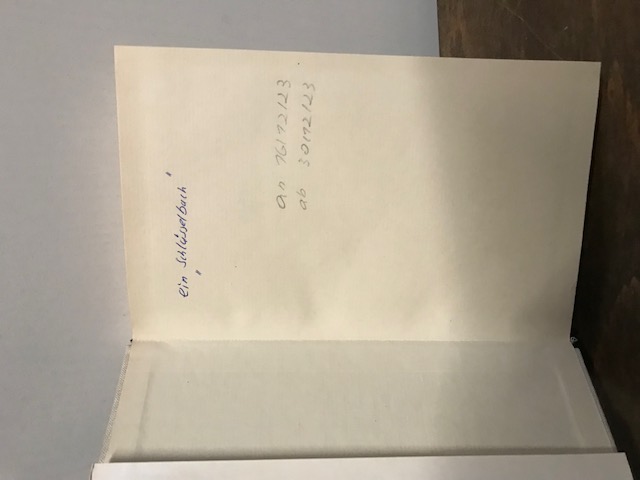 ein „Schlüsselbuch“
an 16/12/23
ab 30/12/23